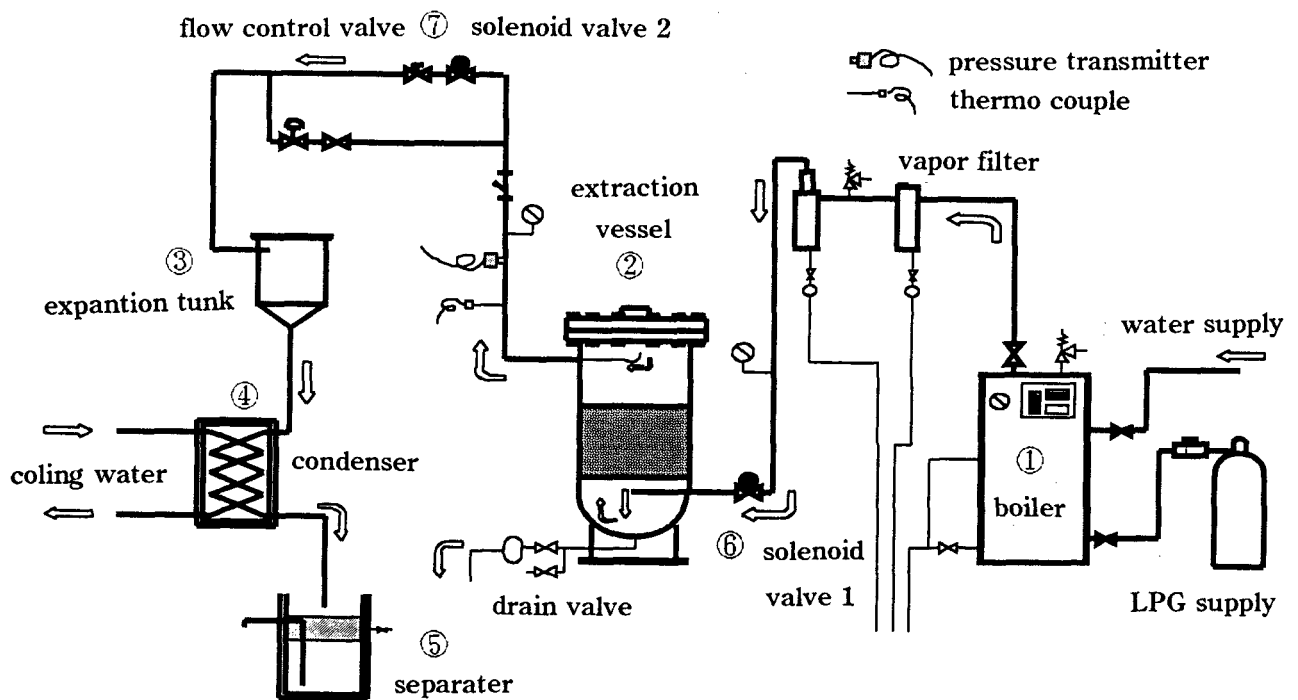 flow control valve ⑦ solenoid valve 2
pressure transmitter
thermo couple
vapor filter
extraction
vessel
②
③
expantion tunk
water supply
④
coling water
condenser
①
boiler
⑥
solenoid
valve 1
drain valve
LPG supply
⑤
separater